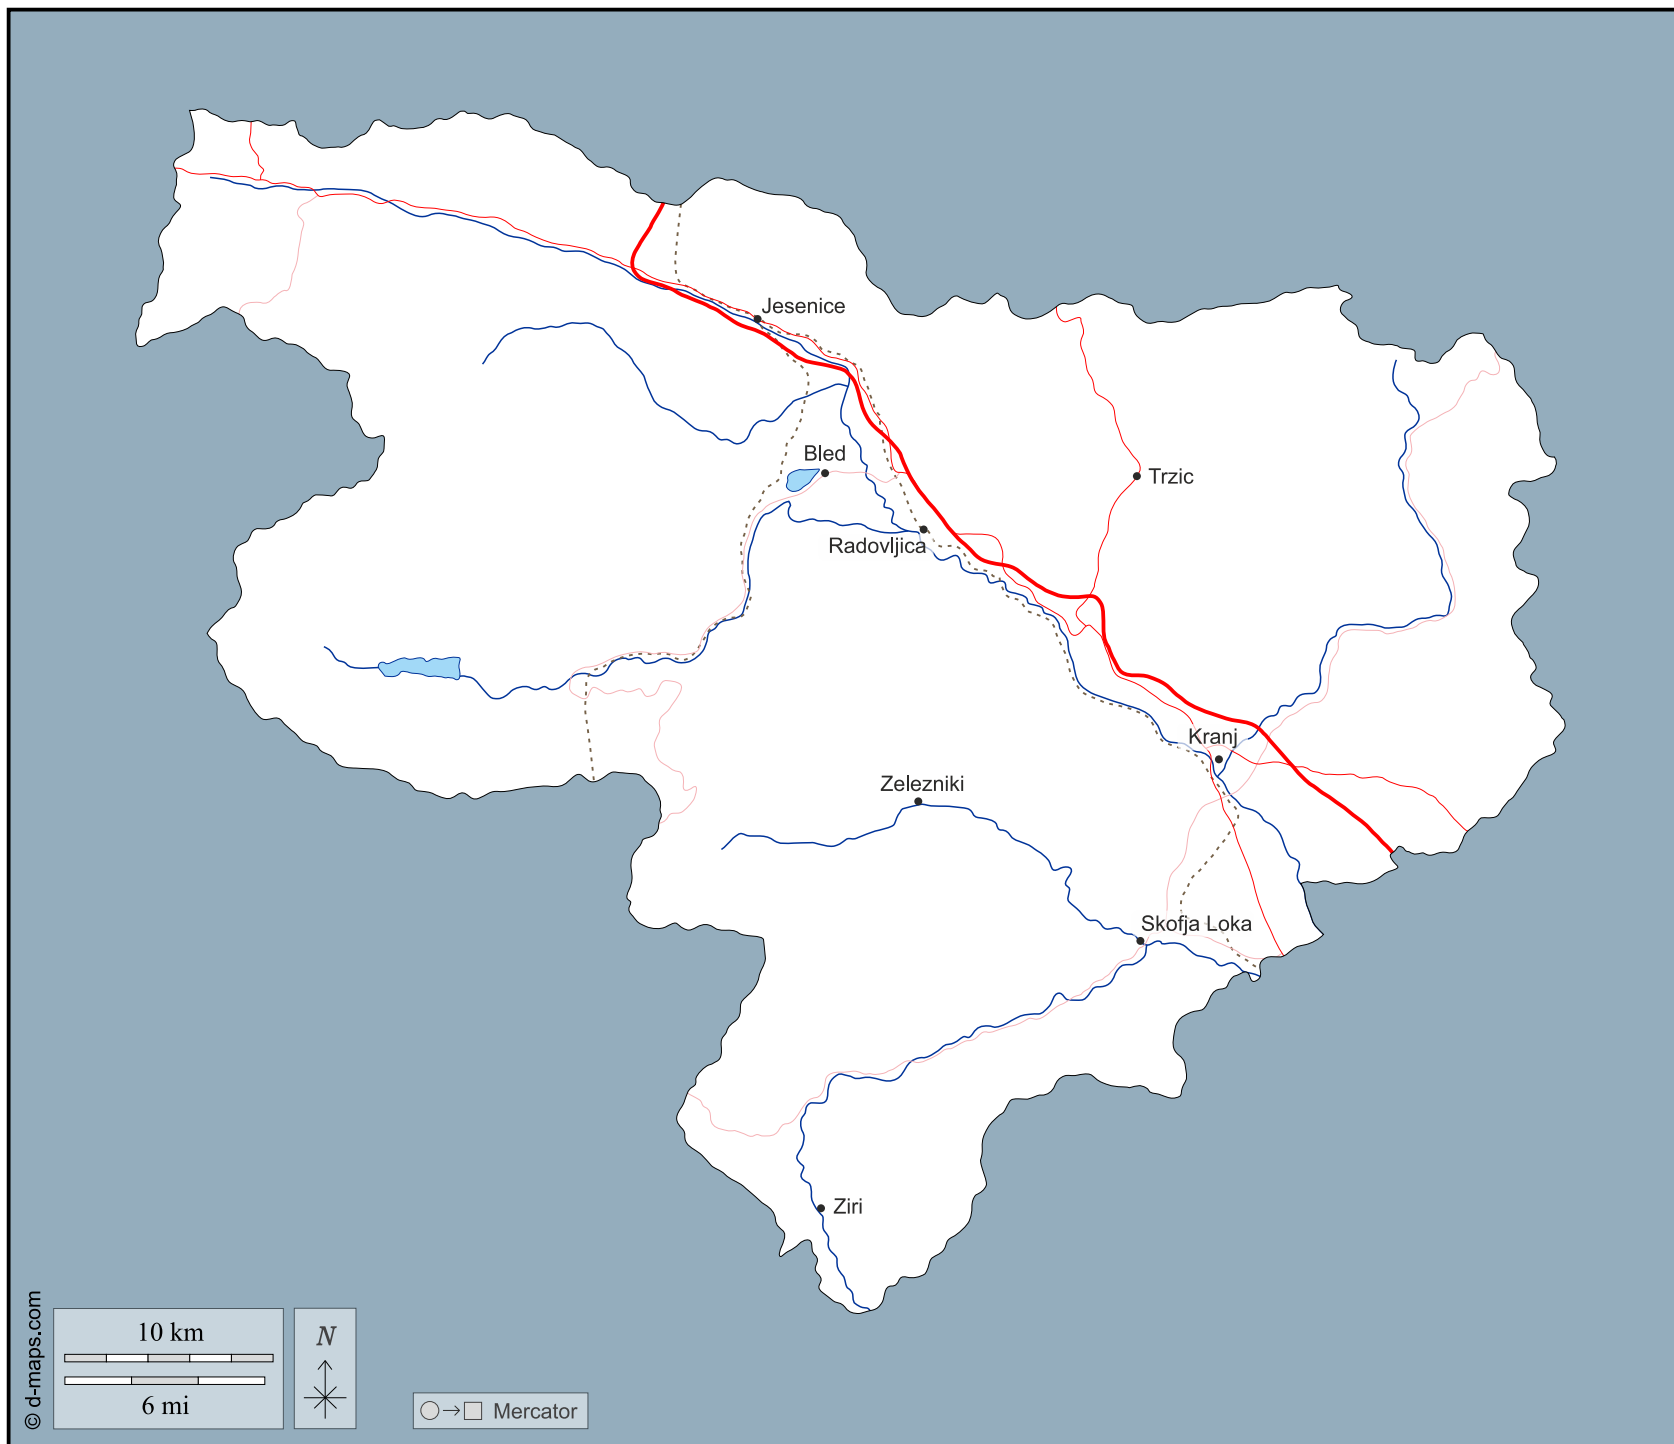 Jesenice
Bled
Trzic
Radovljica
Kranj
Zelezniki
Skofja Loka
Ziri
© d-maps.com
10 km
6 mi
N
Mercator